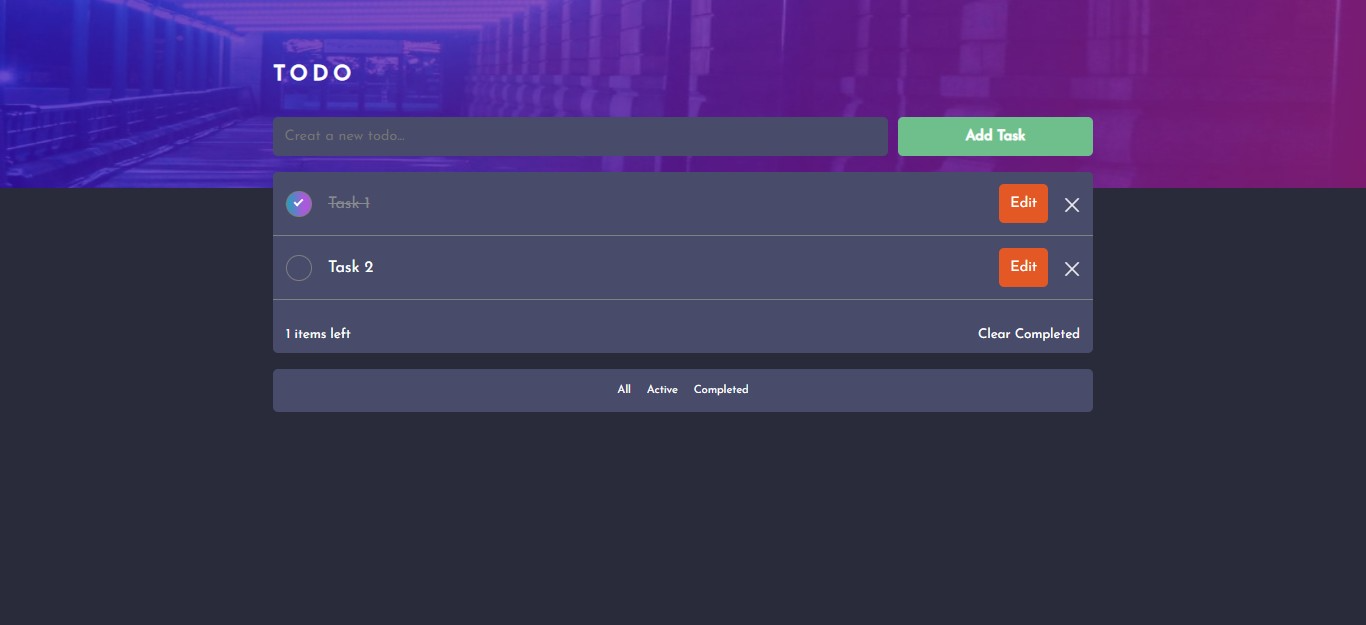 TODO
Creat a new todo...
Add Task
Task 1
Edit
Task 2
Edit
1 items left
Clear Completed
All Active Completed